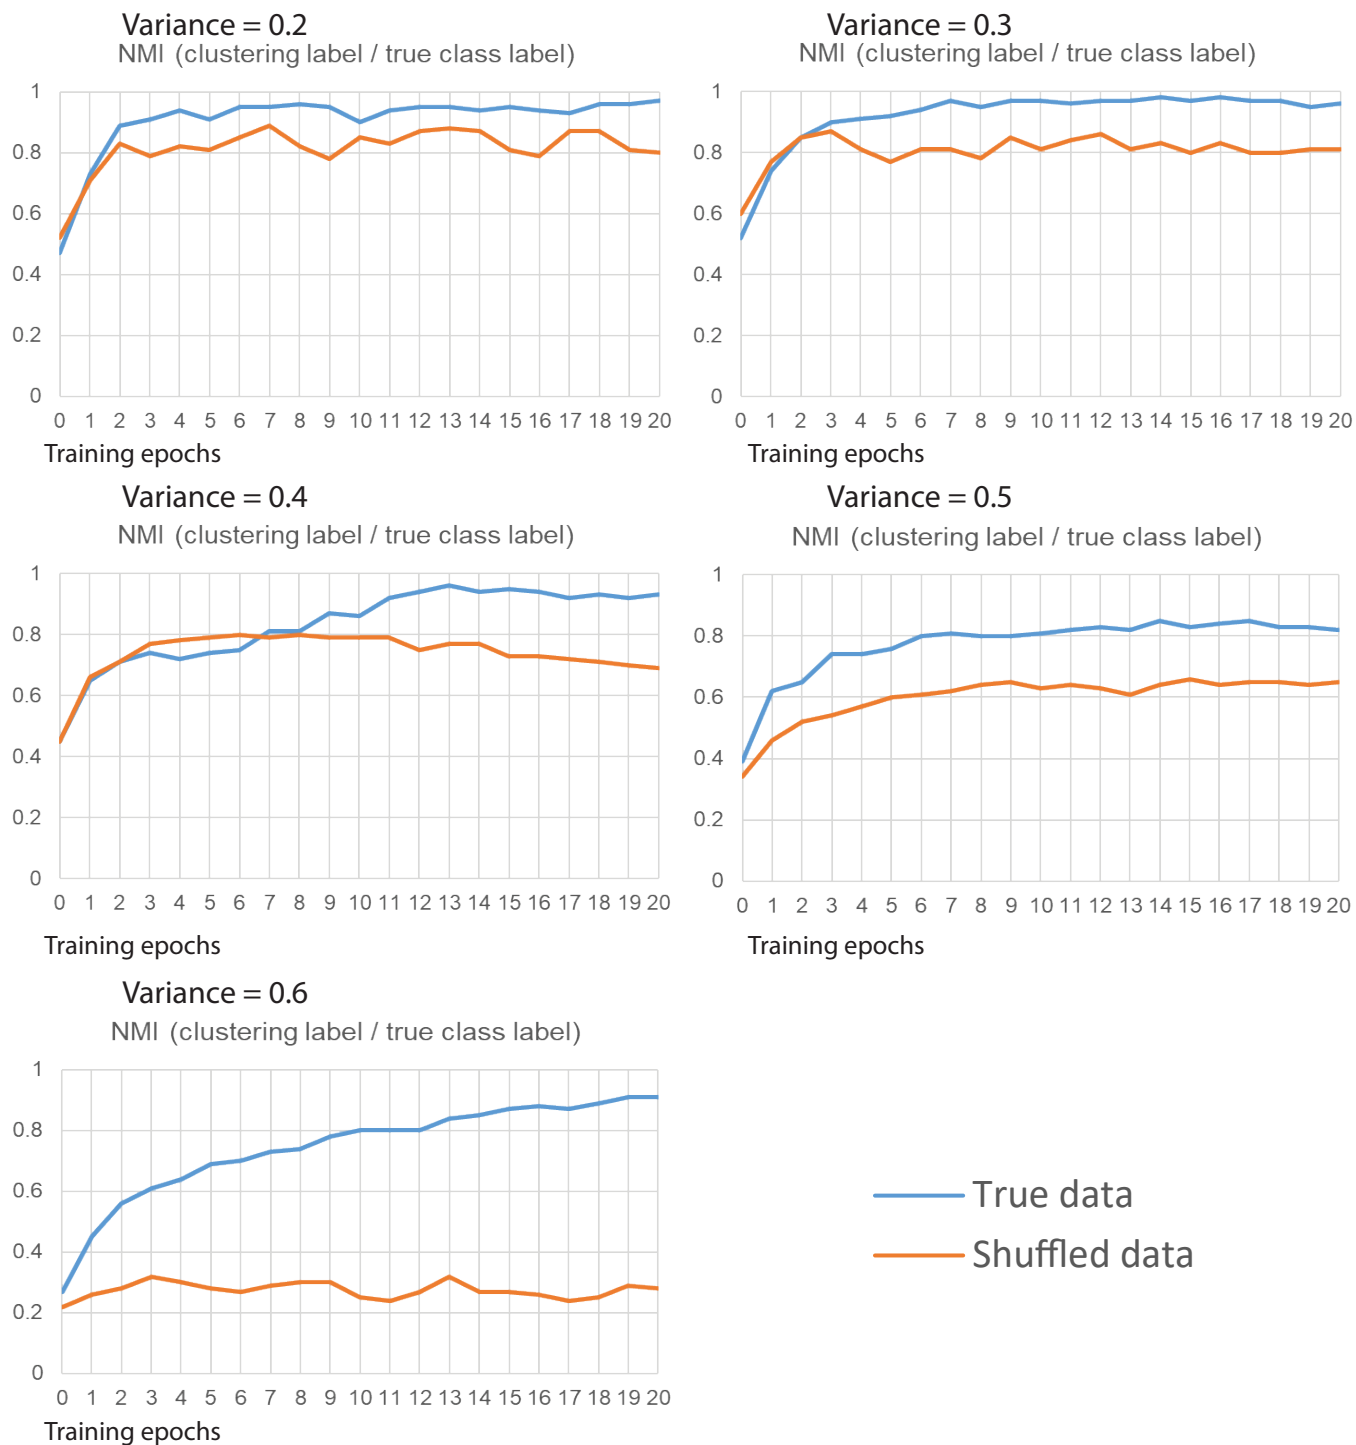 Variance = 0.2
NMI (clustering label / true class label)
1
0.8
0.6
0.4
0.2
0
0 1 2 3 4 5 6 7 8 9 10 11 12 13 14 15 16 17 18 19 20
Training epochs
Variance = 0.3
NMI (clustering label / true class label)
1
0.8
0.6
0.4
0.2
0
0 1 2 3 4 5 6 7 8 9 10 11 12 13 14 15 16 17 18 19 20
Training epochs
Variance = 0.4
NMI (clustering label / true class label)
1
0.8
0.6
0.4
0.2
0
0 1 2 3 4 5 6 7 8 9 10 11 12 13 14 15 16 17 18 19 20
Training epochs
Variance = 0.5
NMI (clustering label / true class label)
1
0.8
0.6
0.4
0.2
0
0 1 2 3 4 5 6 7 8 9 10 11 12 13 14 15 16 17 18 19 20
Training epochs
Variance = 0.6
NMI (clustering label / true class label)
1
0.8
0.6
0.4
0.2
0
0 1 2 3 4 5 6 7 8 9 10 11 12 13 14 15 16 17 18 19 20
Training epochs
True data
Shuffled data